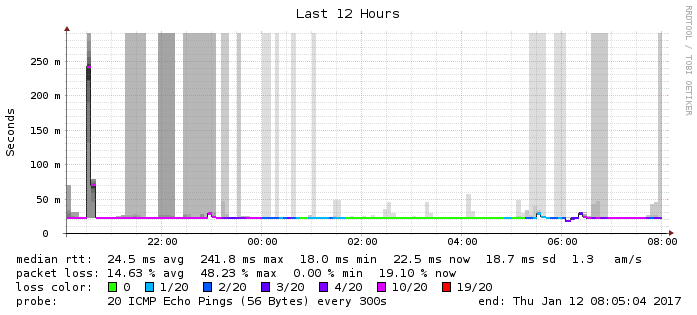 Last 12 Hours
RRDTOOL / TOBI OETIKER
Seconds
250 m
200 m
150 m
100 m
50 m
0
22:00 00:00 02:00 04:00 06:00 08:00
median rtt: 24.5 ms avg 241.8 ms max 18.0 ms min 22.5 ms now 18.7 ms sd 1.3 am/s
packet loss: 14.63 % avg 48.23 % max 0.00 % min 19.10 % now
loss color: 0 1/20 2/20 3/20 4/20 10/20 19/20
probe: 20 ICMP Echo Pings (56 Bytes) every 300s end: Thu Jan 12 08:05:04 2017